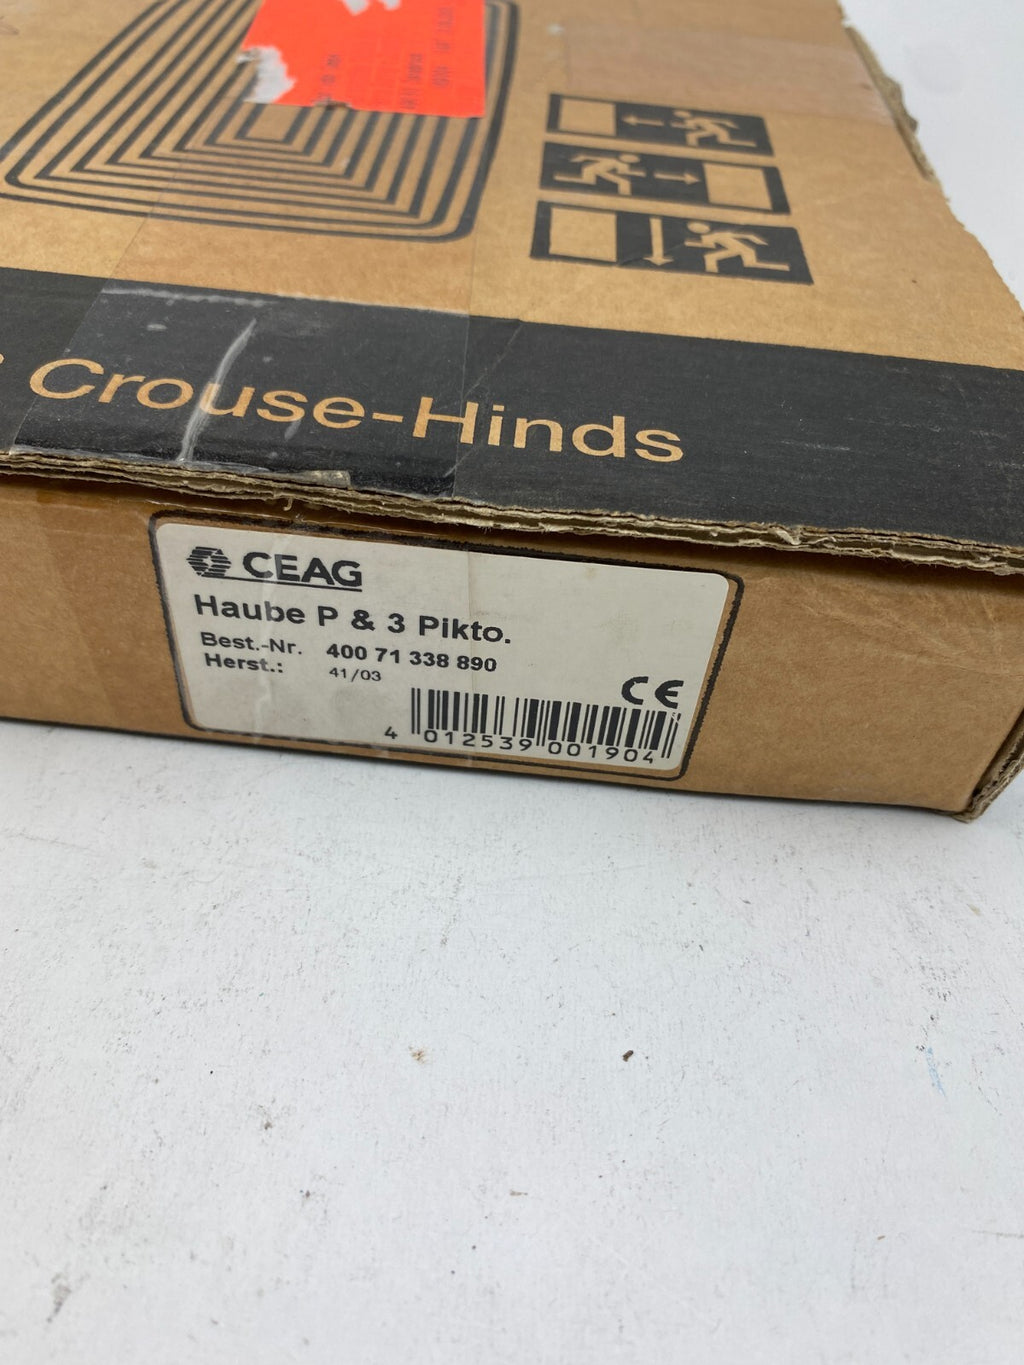 Crouse-Hinds
CEAG
Haube P & 3 Pikto.
Best.-Nr. 400 71 338 890
Herst.: 41/03
CE
4 012539 001904